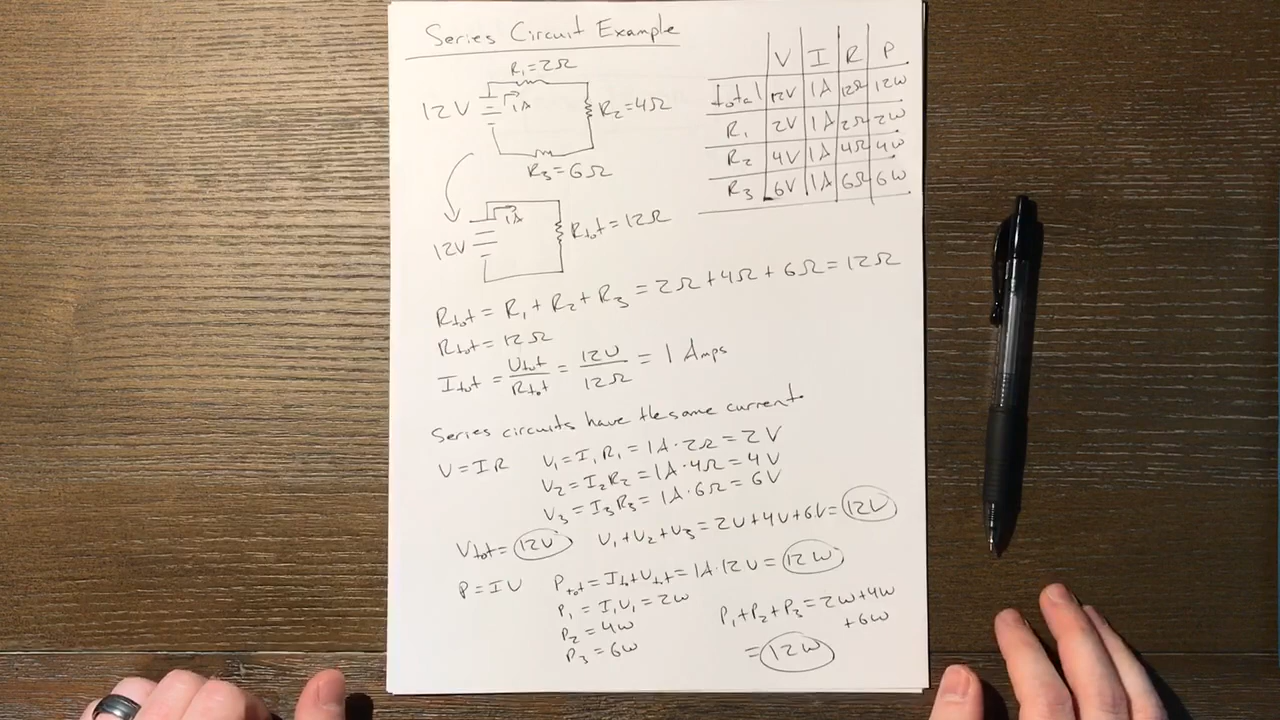 Series Circuit Example
R₁=2Ω
12V
1A
R₂=4Ω
R₃=6Ω
12V
1A
Rtot=12Ω
V I R P
total 12V 1A 12Ω 12W
R₁ 2V 1A 2Ω 2W
R₂ 4V 1A 4Ω 4W
R₃ 6V 1A 6Ω 6W
Rtot = R₁ + R₂ + R₃ = 2Ω + 4Ω + 6Ω = 12Ω
Rtot = 12Ω
Itot = Vtot/Rtot = 12V/12Ω = 1 Amps
Series circuits have the same current
V=IR V₁=I₁R₁=1A·2Ω=2V
V₂=I₂R₂=1A·4Ω=4V
V₃=I₃R₃=1A·6Ω=6V
Vtot=12V V₁+V₂+V₃=2V+4V+6V=12V
P=IV Ptot=Itot Vtot=1A·12V=12W
P₁=I₁V₁=2W
P₂=4W
P₃=6W
P₁+P₂+P₃=2W+4W
+6W
=12W